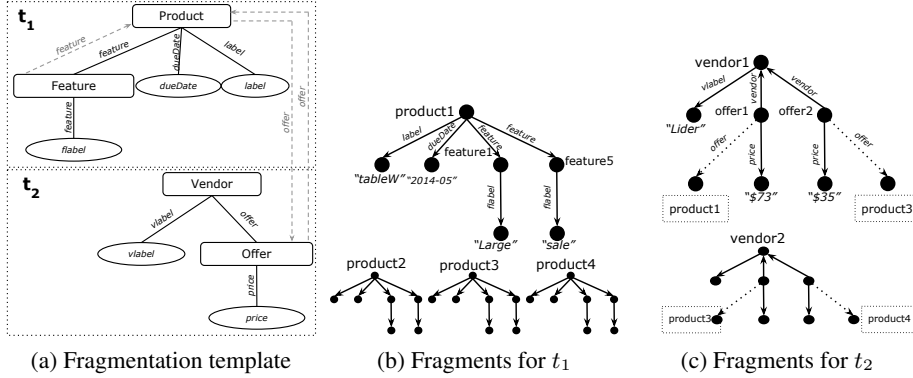 t1
Product
feature
feature
dueDate
label
offer
offer
Feature
dueDate
label
feature
flabel
t2
Vendor
vlabel
offer
vlabel
Offer
price
price
(a) Fragmentation template
product1
label
dueDate
feature
feature
feature1
feature5
"tableW"
"2014-05"
flabel
flabel
"Large"
"sale"
product2
product3
product4
(b) Fragments for t1
vendor1
vlabel
vendor
vendor
offer1
offer2
"Lider"
offer
price
price
offer
product1
"$73"
"$35"
product3
vendor2
product3
product4
(c) Fragments for t2